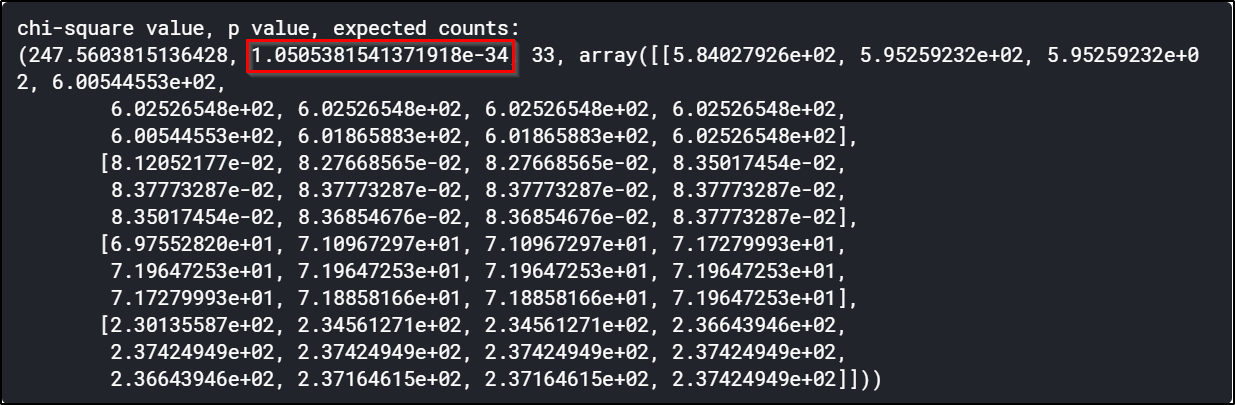 chi-square value, p value, expected counts:
(247.5603815136428, 1.0505381541371918e-34, 33, array([[5.84027926e+02, 5.95259232e+02, 5.95259232e+0
2, 6.00544553e+02,
6.02526548e+02, 6.02526548e+02, 6.02526548e+02, 6.02526548e+02,
6.00544553e+02, 6.01865883e+02, 6.01865883e+02, 6.02526548e+02],
[8.12052177e-02, 8.27668565e-02, 8.27668565e-02, 8.35017454e-02,
8.37773287e-02, 8.37773287e-02, 8.37773287e-02, 8.37773287e-02,
8.35017454e-02, 8.36854676e-02, 8.36854676e-02, 8.37773287e-02],
[6.97552820e+01, 7.10967297e+01, 7.10967297e+01, 7.17279993e+01,
7.19647253e+01, 7.19647253e+01, 7.19647253e+01, 7.19647253e+01,
7.17279993e+01, 7.18858166e+01, 7.18858166e+01, 7.19647253e+01],
[2.30135587e+02, 2.34561271e+02, 2.34561271e+02, 2.36643946e+02,
2.37424949e+02, 2.37424949e+02, 2.37424949e+02, 2.37424949e+02,
2.36643946e+02, 2.37164615e+02, 2.37164615e+02, 2.37424949e+02]]))